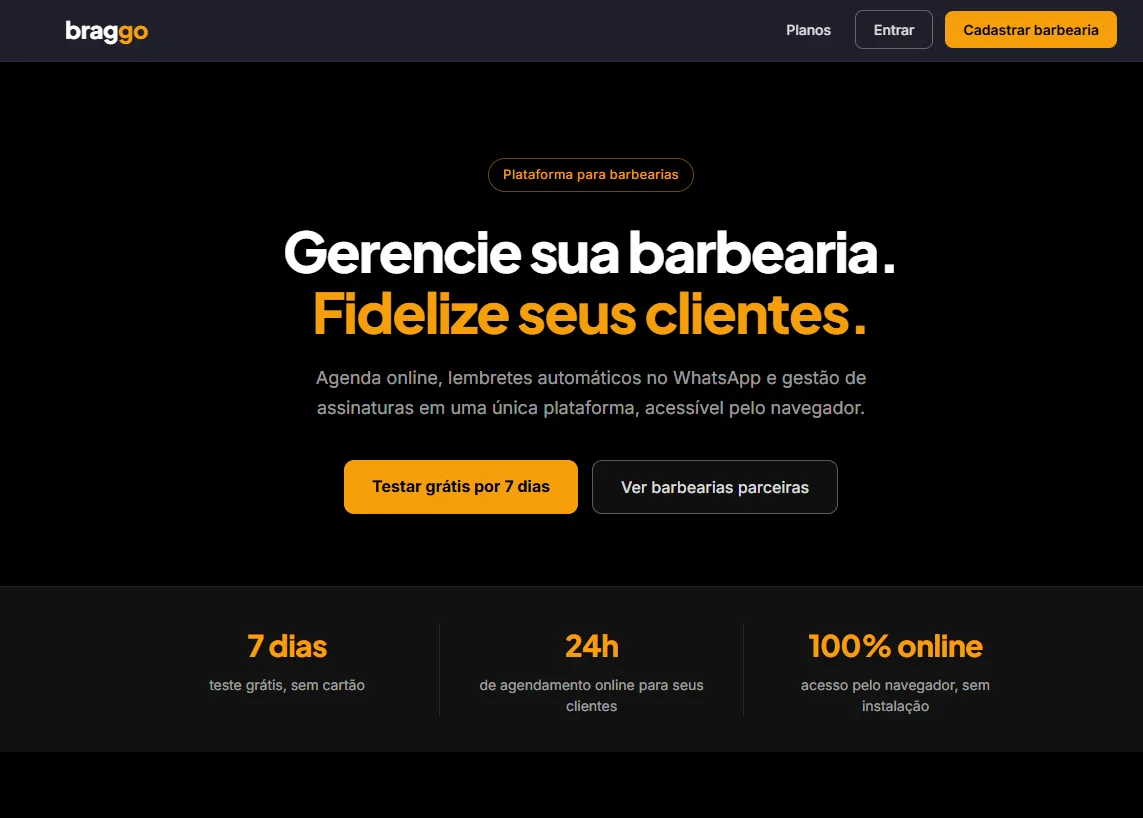 braggo
Planos
Entrar
Cadastrar barbearia
Plataforma para barbearias
Gerencie sua barbearia.
Fidelize seus clientes.
Agenda online, lembretes automáticos no WhatsApp e gestão de
assinaturas em uma única plataforma, acessível pelo navegador.
Testar grátis por 7 dias
Ver barbearias parceiras
7 dias
teste grátis, sem cartão
24h
de agendamento online para seus
clientes
100% online
acesso pelo navegador, sem
instalação